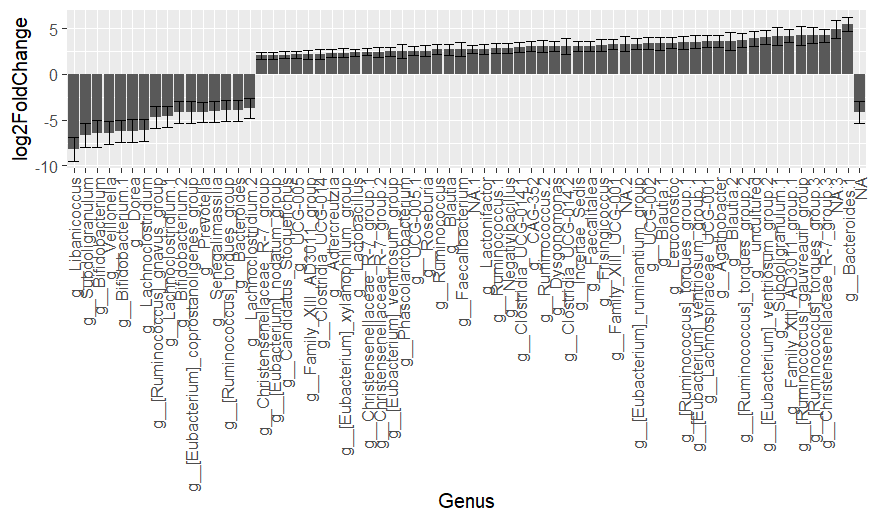 log2FoldChange
5
0
-5
-10
g__Libanicoccus
g__Subdoligranulum
g__Bifidobacterium
g__Veillonella
g__Bifidobacterium.1
g__Dorea
g__Lachnoclostridium
g__[Ruminococcus]_gnavus_group
g__Lachnoclostridium.1
g__Bifidobacterium.2
g__[Eubacterium]_coprostanoligenes_group
g__Prevotella
g__Senegalimassilia
g__[Ruminococcus]_torques_group
g__Bacteroides
g__Lachnoclostridium.2
g__Christensenellaceae_R-7_group
g__[Eubacterium]_nodatum_group
g__Candidatus_Stoquefichus
g__UCG-005
g__Family_XIII_AD3011_group
g__Clostridia_UCG-014
g__Adlercreutzia
g__[Eubacterium]_xylanophilum_group
g__Lactobacillus
g__Christensenellaceae_R-7_group.1
g__Christensenellaceae_R-7_group.2
g__[Eubacterium]_ventriosum_group
g__Phascolarctobacterium
g__UCG-005.1
g__Roseburia
g__Ruminococcus
g__Blautia
g__Faecalibacterium
NA.1
g__Lactonifactor
g__Ruminococcus.1
g__Negativibacillus
g__Clostridia_UCG-014.1
g__CAG-352
g__Ruminococcus.2
g__Dysgonomonas
g__Clostridia_UCG-014.2
g__Incertae_Sedis
g__Faecalitalea
g__Frisingicoccus
g__Family_XIII_UCG-001
NA.2
g__[Eubacterium]_ruminantium_group
g__UCG-002
g__Blautia.1
g__Leuconostoc
g__[Ruminococcus]_torques_group.1
g__[Eubacterium]_ventriosum_group.1
g__Lachnospiraceae_UCG-001
g__Agathobacter
g__Blautia.2
g__[Ruminococcus]_torques_group.2
g__uncultured
g__[Eubacterium]_ventriosum_group.2
g__Subdoligranulum.1
g__Family_XIII_AD3011_group.1
g__[Ruminococcus]_gauvreauii_group
g__[Ruminococcus]_torques_group.3
g__Christensenellaceae_R-7_group.3
NA.3
g__Bacteroides.1
NA
Genus